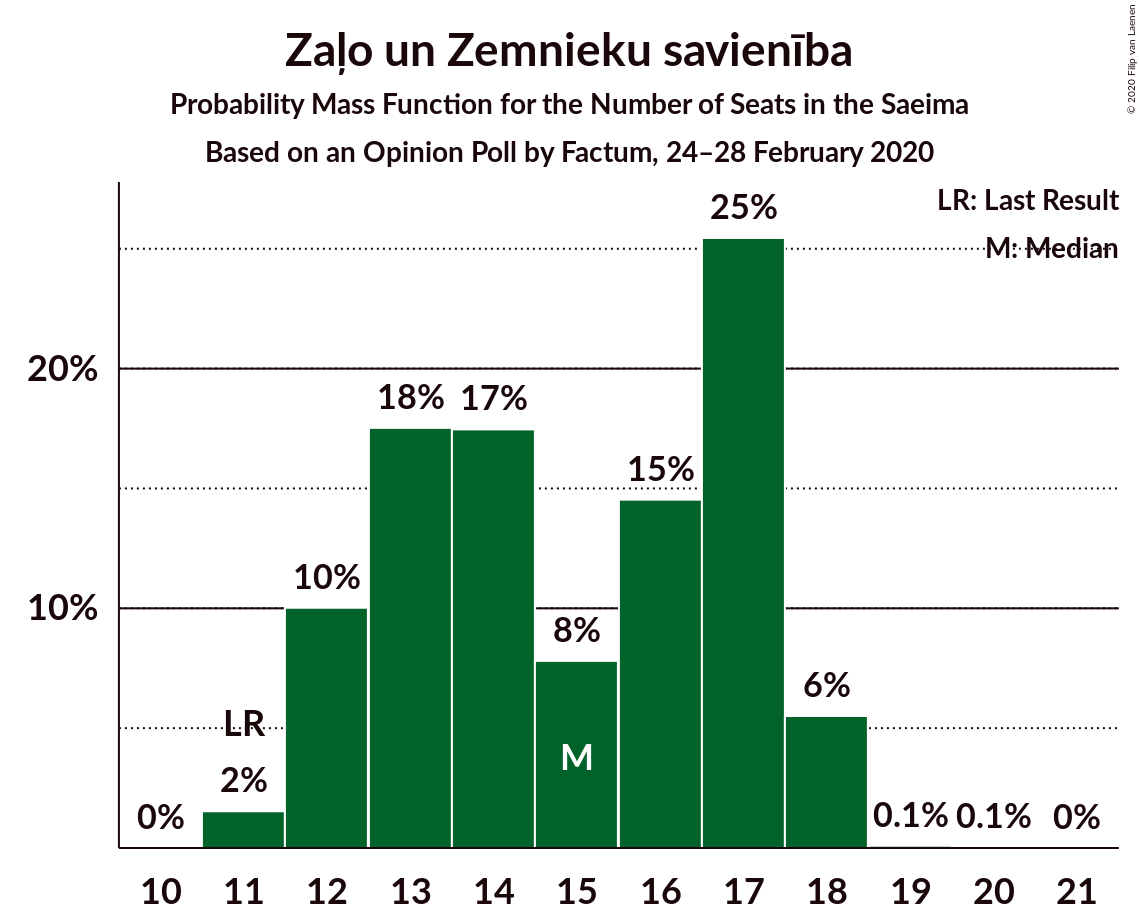 Zaļo un Zemnieku savienība
Probability Mass Function for the Number of Seats in the Saeima
Based on an Opinion Poll by Factum, 24–28 February 2020
© 2020 Filip van Laenen
LR: Last Result
M: Median
25%
20%
18% 17%
15%
10%
10%
8%
6%
LR
M
2%
0% 0.1% 0.1% 0%
10 11 12 13 14 15 16 17 18 19 20 21